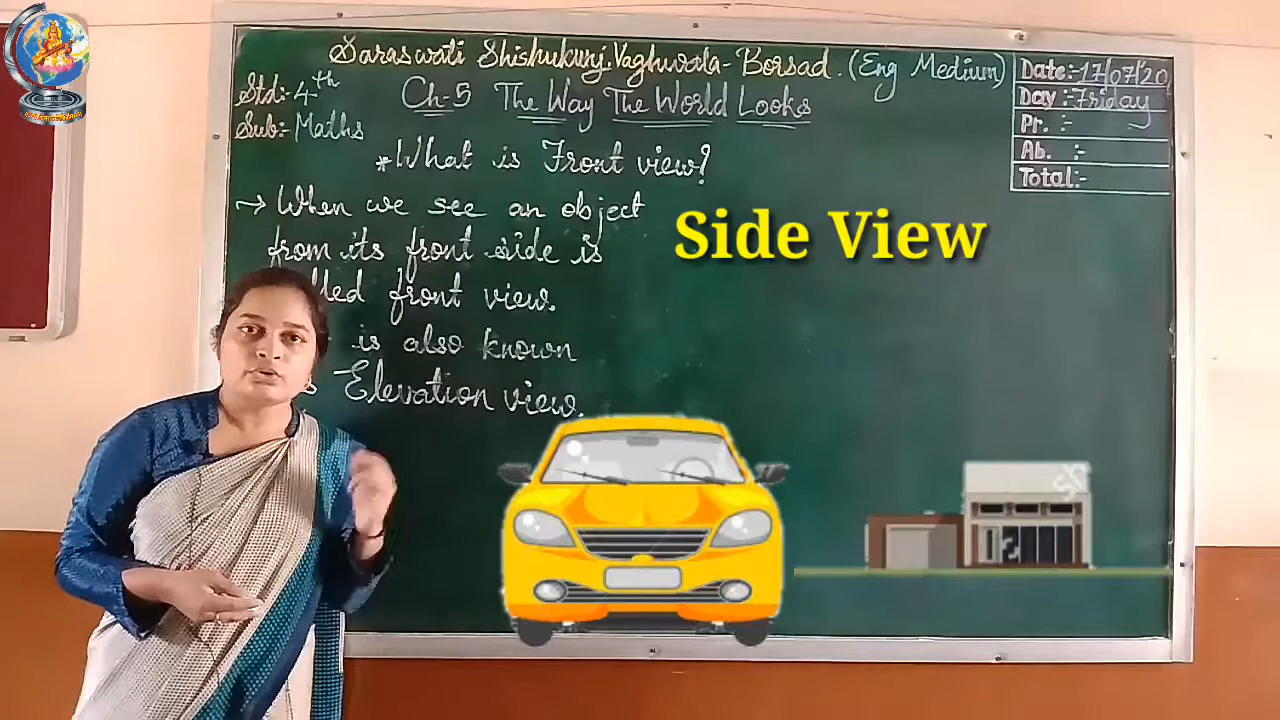 Saraswati Shishukunj.Vaghwala-Borsad.(Eng Medium)
Date:-17/07/'20
Std:-4th
Ch-5 The Way The World Looks
Day:-Friday
Sub:-Maths
Pr. :-
*What is Front view?
Ab. :-
Total:-
→ When we see an object
from its front side is
lled front view.
is also known
s Elevation view.
Side View